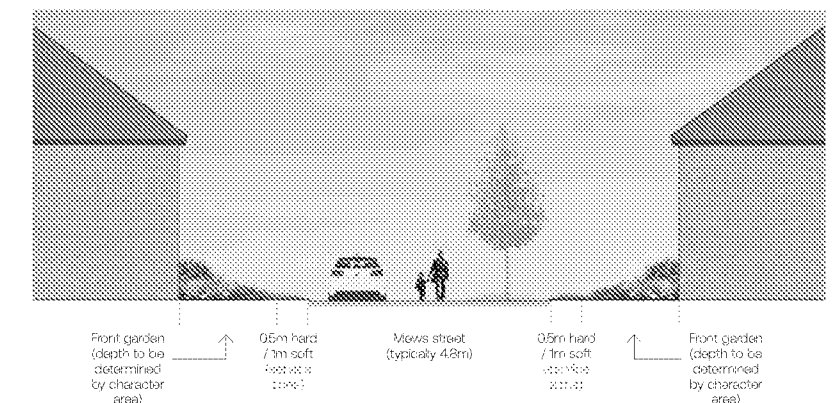 Front garden
(depth to be
determined
by character
area)
0.5m hard
/ 1m soft
Mews street
(typically 4.8m)
0.5m hard
/ 1m soft
Front garden
(depth to be
determined
by character
area)